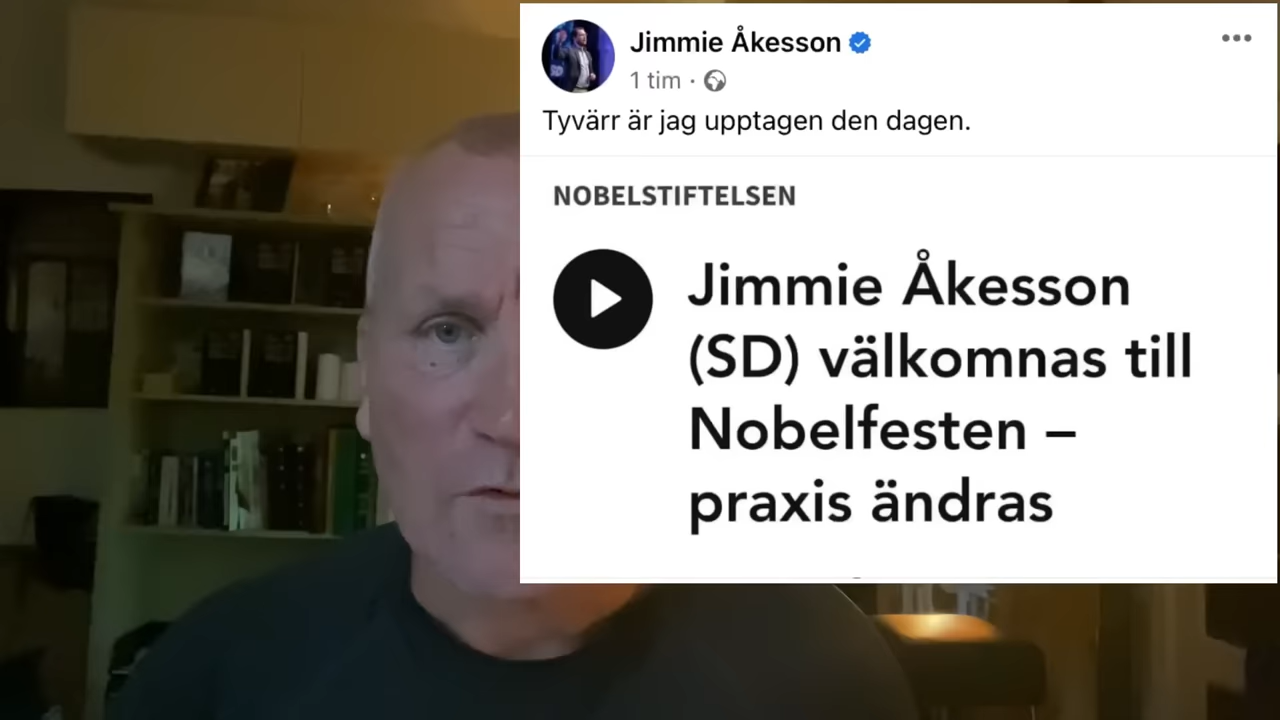 Jimmie Åkesson
1 tim ·
Tyvärr är jag upptagen den dagen.
NOBELSTIFTELSEN
Jimmie Åkesson
(SD) välkomnas till
Nobelfesten –
praxis ändras